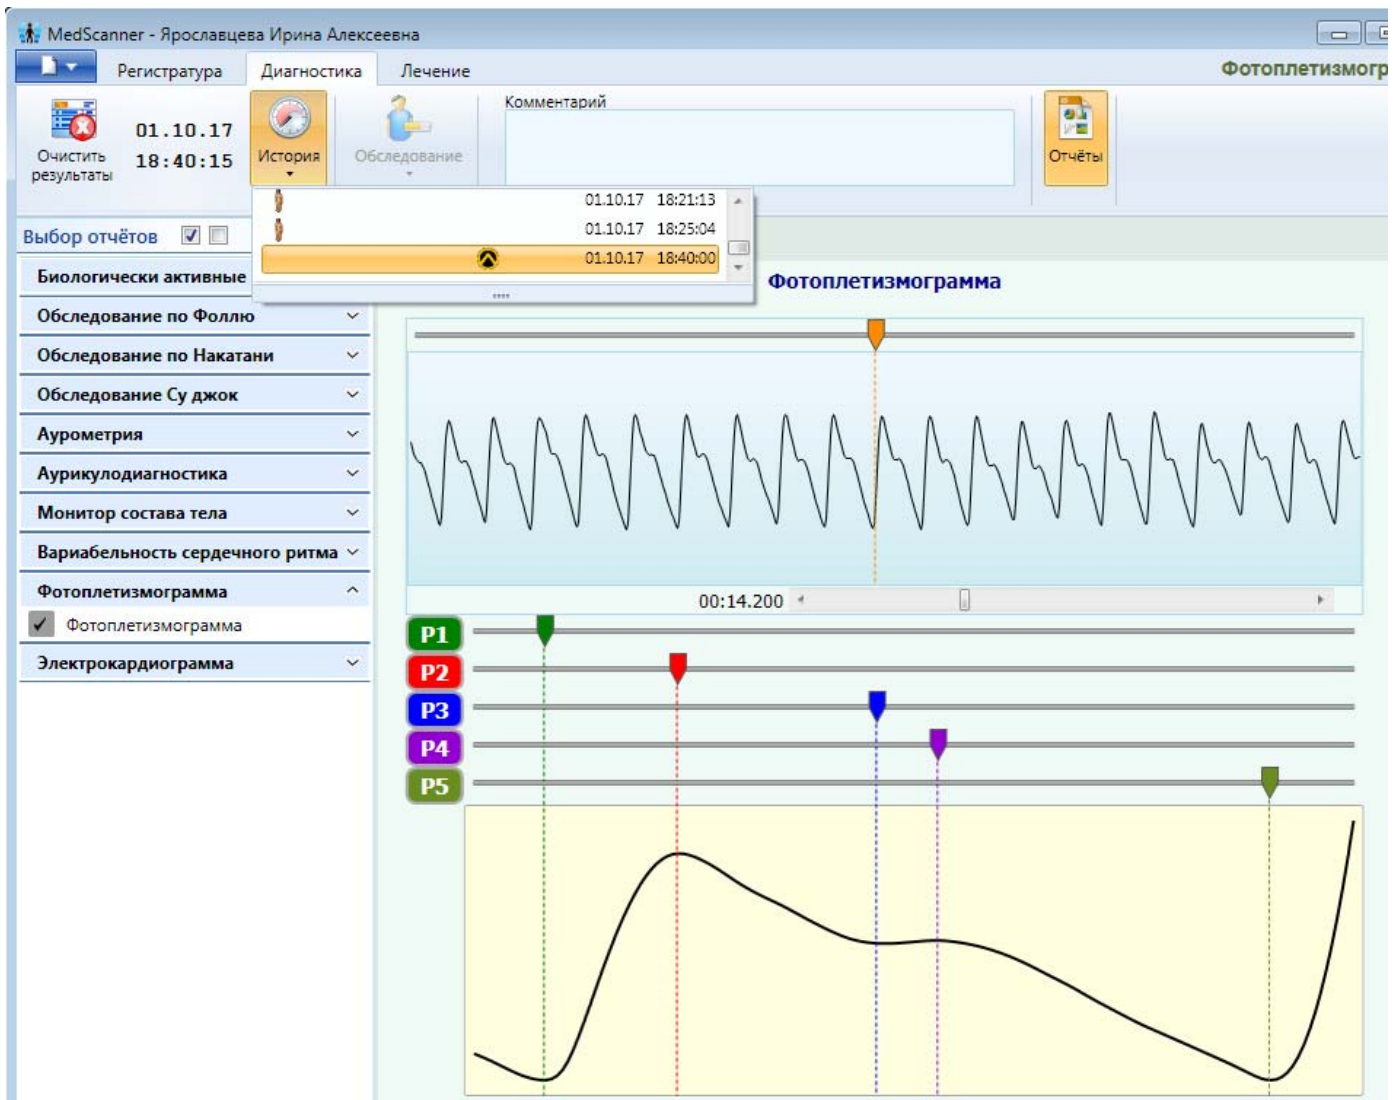 MedScanner - Ярославцева Ирина Алексеевна
Регистратура Диагностика Лечение
Фотоплетизмогр
Очистить результаты
01.10.17
18:40:15
История
Обследование
Комментарий
Отчёты
01.10.17 18:21:13
01.10.17 18:25:04
01.10.17 18:40:00
Выбор отчётов
Биологически активные
Обследование по Фоллю
Обследование по Накатани
Обследование Су джок
Аурометрия
Аурикулодиагностика
Монитор состава тела
Вариабельность сердечного ритма
Фотоплетизмограмма
Фотоплетизмограмма
Электрокардиограмма
Фотоплетизмограмма
00:14.200
P1
P2
P3
P4
P5